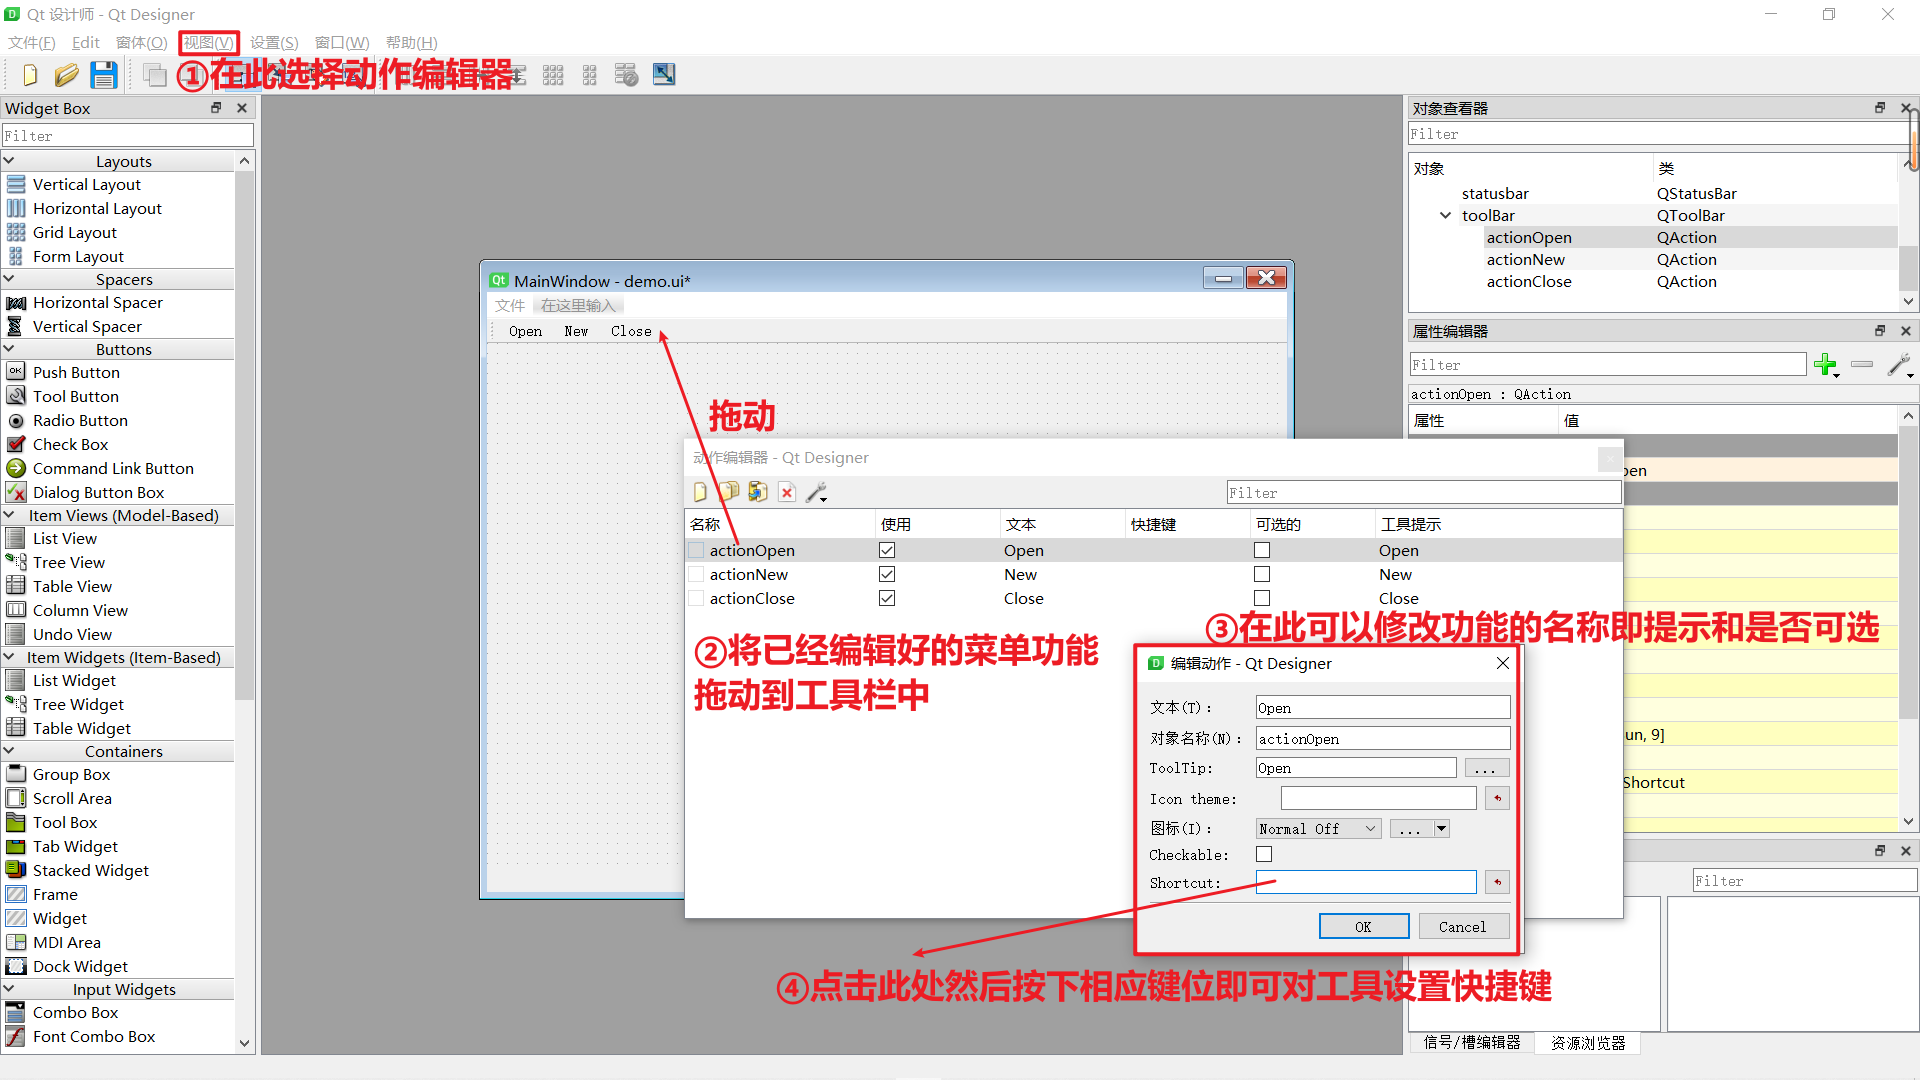 Qt 设计师 - Qt Designer
文件(F) Edit 窗体(O) 视图(V) 设置(S) 窗口(W) 帮助(H)
①在此选择动作编辑器
Widget Box
Filter
Layouts
Vertical Layout
Horizontal Layout
Grid Layout
Form Layout
Spacers
Horizontal Spacer
Vertical Spacer
Buttons
Push Button
Tool Button
Radio Button
Check Box
Command Link Button
Dialog Button Box
Item Views (Model-Based)
List View
Tree View
Table View
Column View
Undo View
Item Widgets (Item-Based)
List Widget
Tree Widget
Table Widget
Containers
Group Box
Scroll Area
Tool Box
Tab Widget
Stacked Widget
Frame
Widget
MDI Area
Dock Widget
Input Widgets
Combo Box
Font Combo Box
MainWindow - demo.ui*
文件 在这里输入
Open New Close
拖动
动作编辑器 - Qt Designer
Filter
名称 使用 文本 快捷键 可选的 工具提示
actionOpen Open Open
actionNew New New
actionClose Close Close
②将已经编辑好的菜单功能
拖动到工具栏中
③在此可以修改功能的名称即提示和是否可选
编辑动作 - Qt Designer
文本(T)： Open
对象名称(N)： actionOpen
ToolTip: Open ...
Icon theme:
图标(I)： Normal Off ...
Checkable:
Shortcut:
OK Cancel
④点击此处然后按下相应键位即可对工具设置快捷键
对象查看器
Filter
对象 类
statusbar QStatusBar
toolBar QToolBar
actionOpen QAction
actionNew QAction
actionClose QAction
属性编辑器
Filter
actionOpen : QAction
属性 值
pen
un, 9]
Shortcut
Filter
信号/槽编辑器 资源浏览器